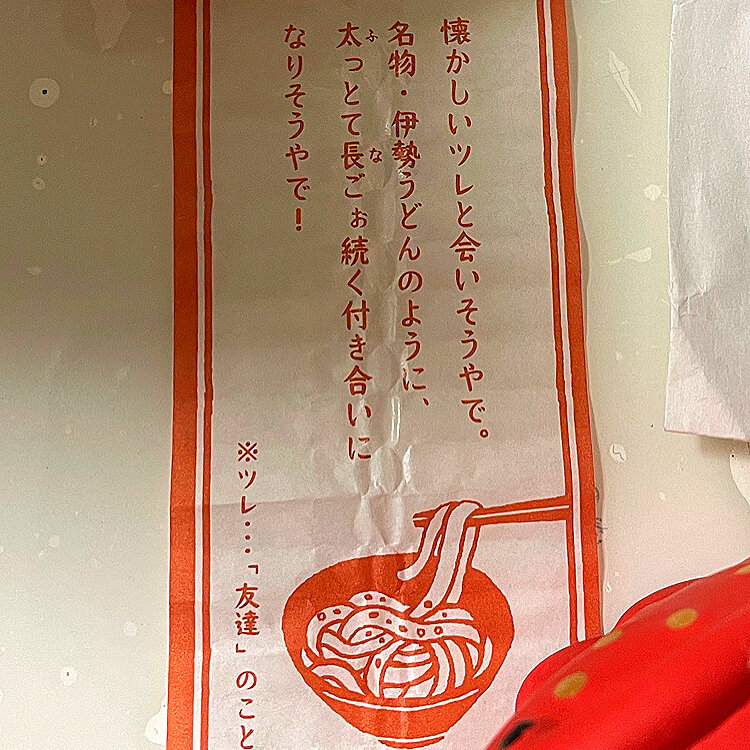 懐かしいツレと会いそうやで。
名物・伊勢うどんのように、
太っとて長ごぉ続く付き合いに
なりそうやで!
※ツレ…「友達」のこと